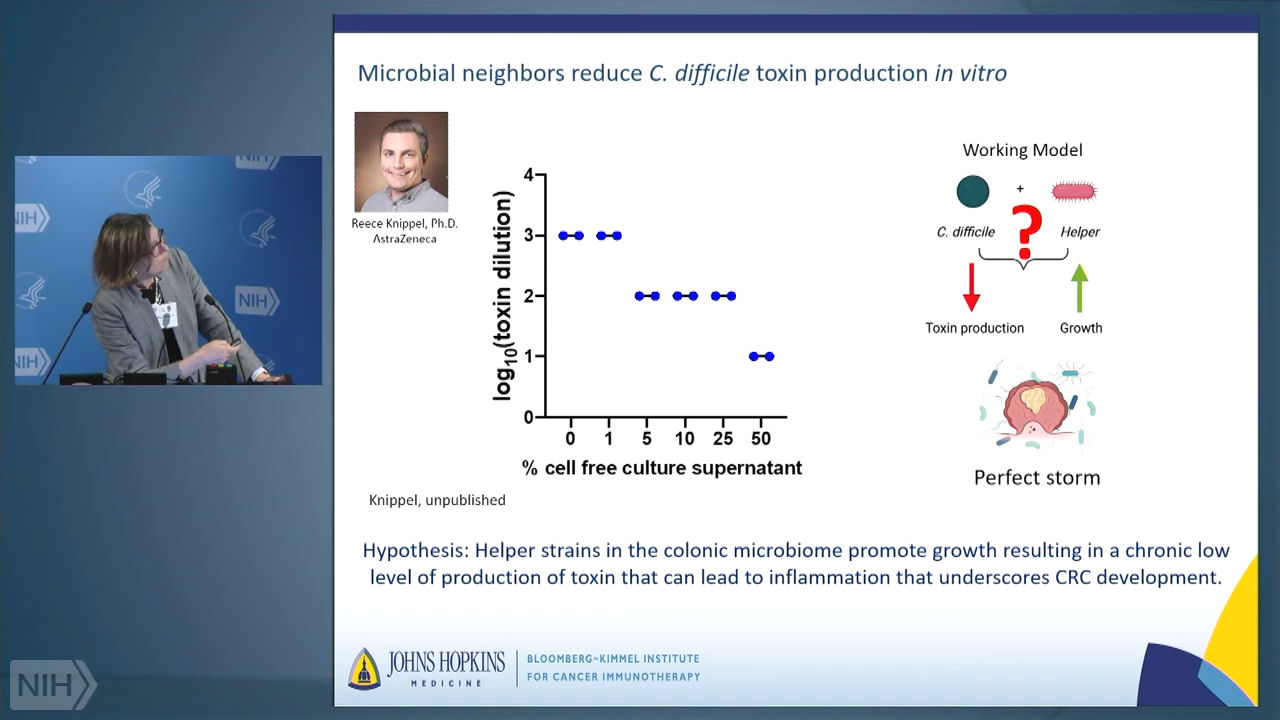 Microbial neighbors reduce C. difficile toxin production in vitro
Reece Knippel, Ph.D.
AstraZeneca
log10(toxin dilution)
4
3
2
1
0
0 1 5 10 25 50
% cell free culture supernatant
Knippel, unpublished
Working Model
+
?
C. difficile
Helper
Toxin production
Growth
Perfect storm
Hypothesis: Helper strains in the colonic microbiome promote growth resulting in a chronic low
level of production of toxin that can lead to inflammation that underscores CRC development.
JOHNS HOPKINS
MEDICINE
BLOOMBERG~KIMMEL INSTITUTE
FOR CANCER IMMUNOTHERAPY
NIH
NIH
NIH
NIH
NIH